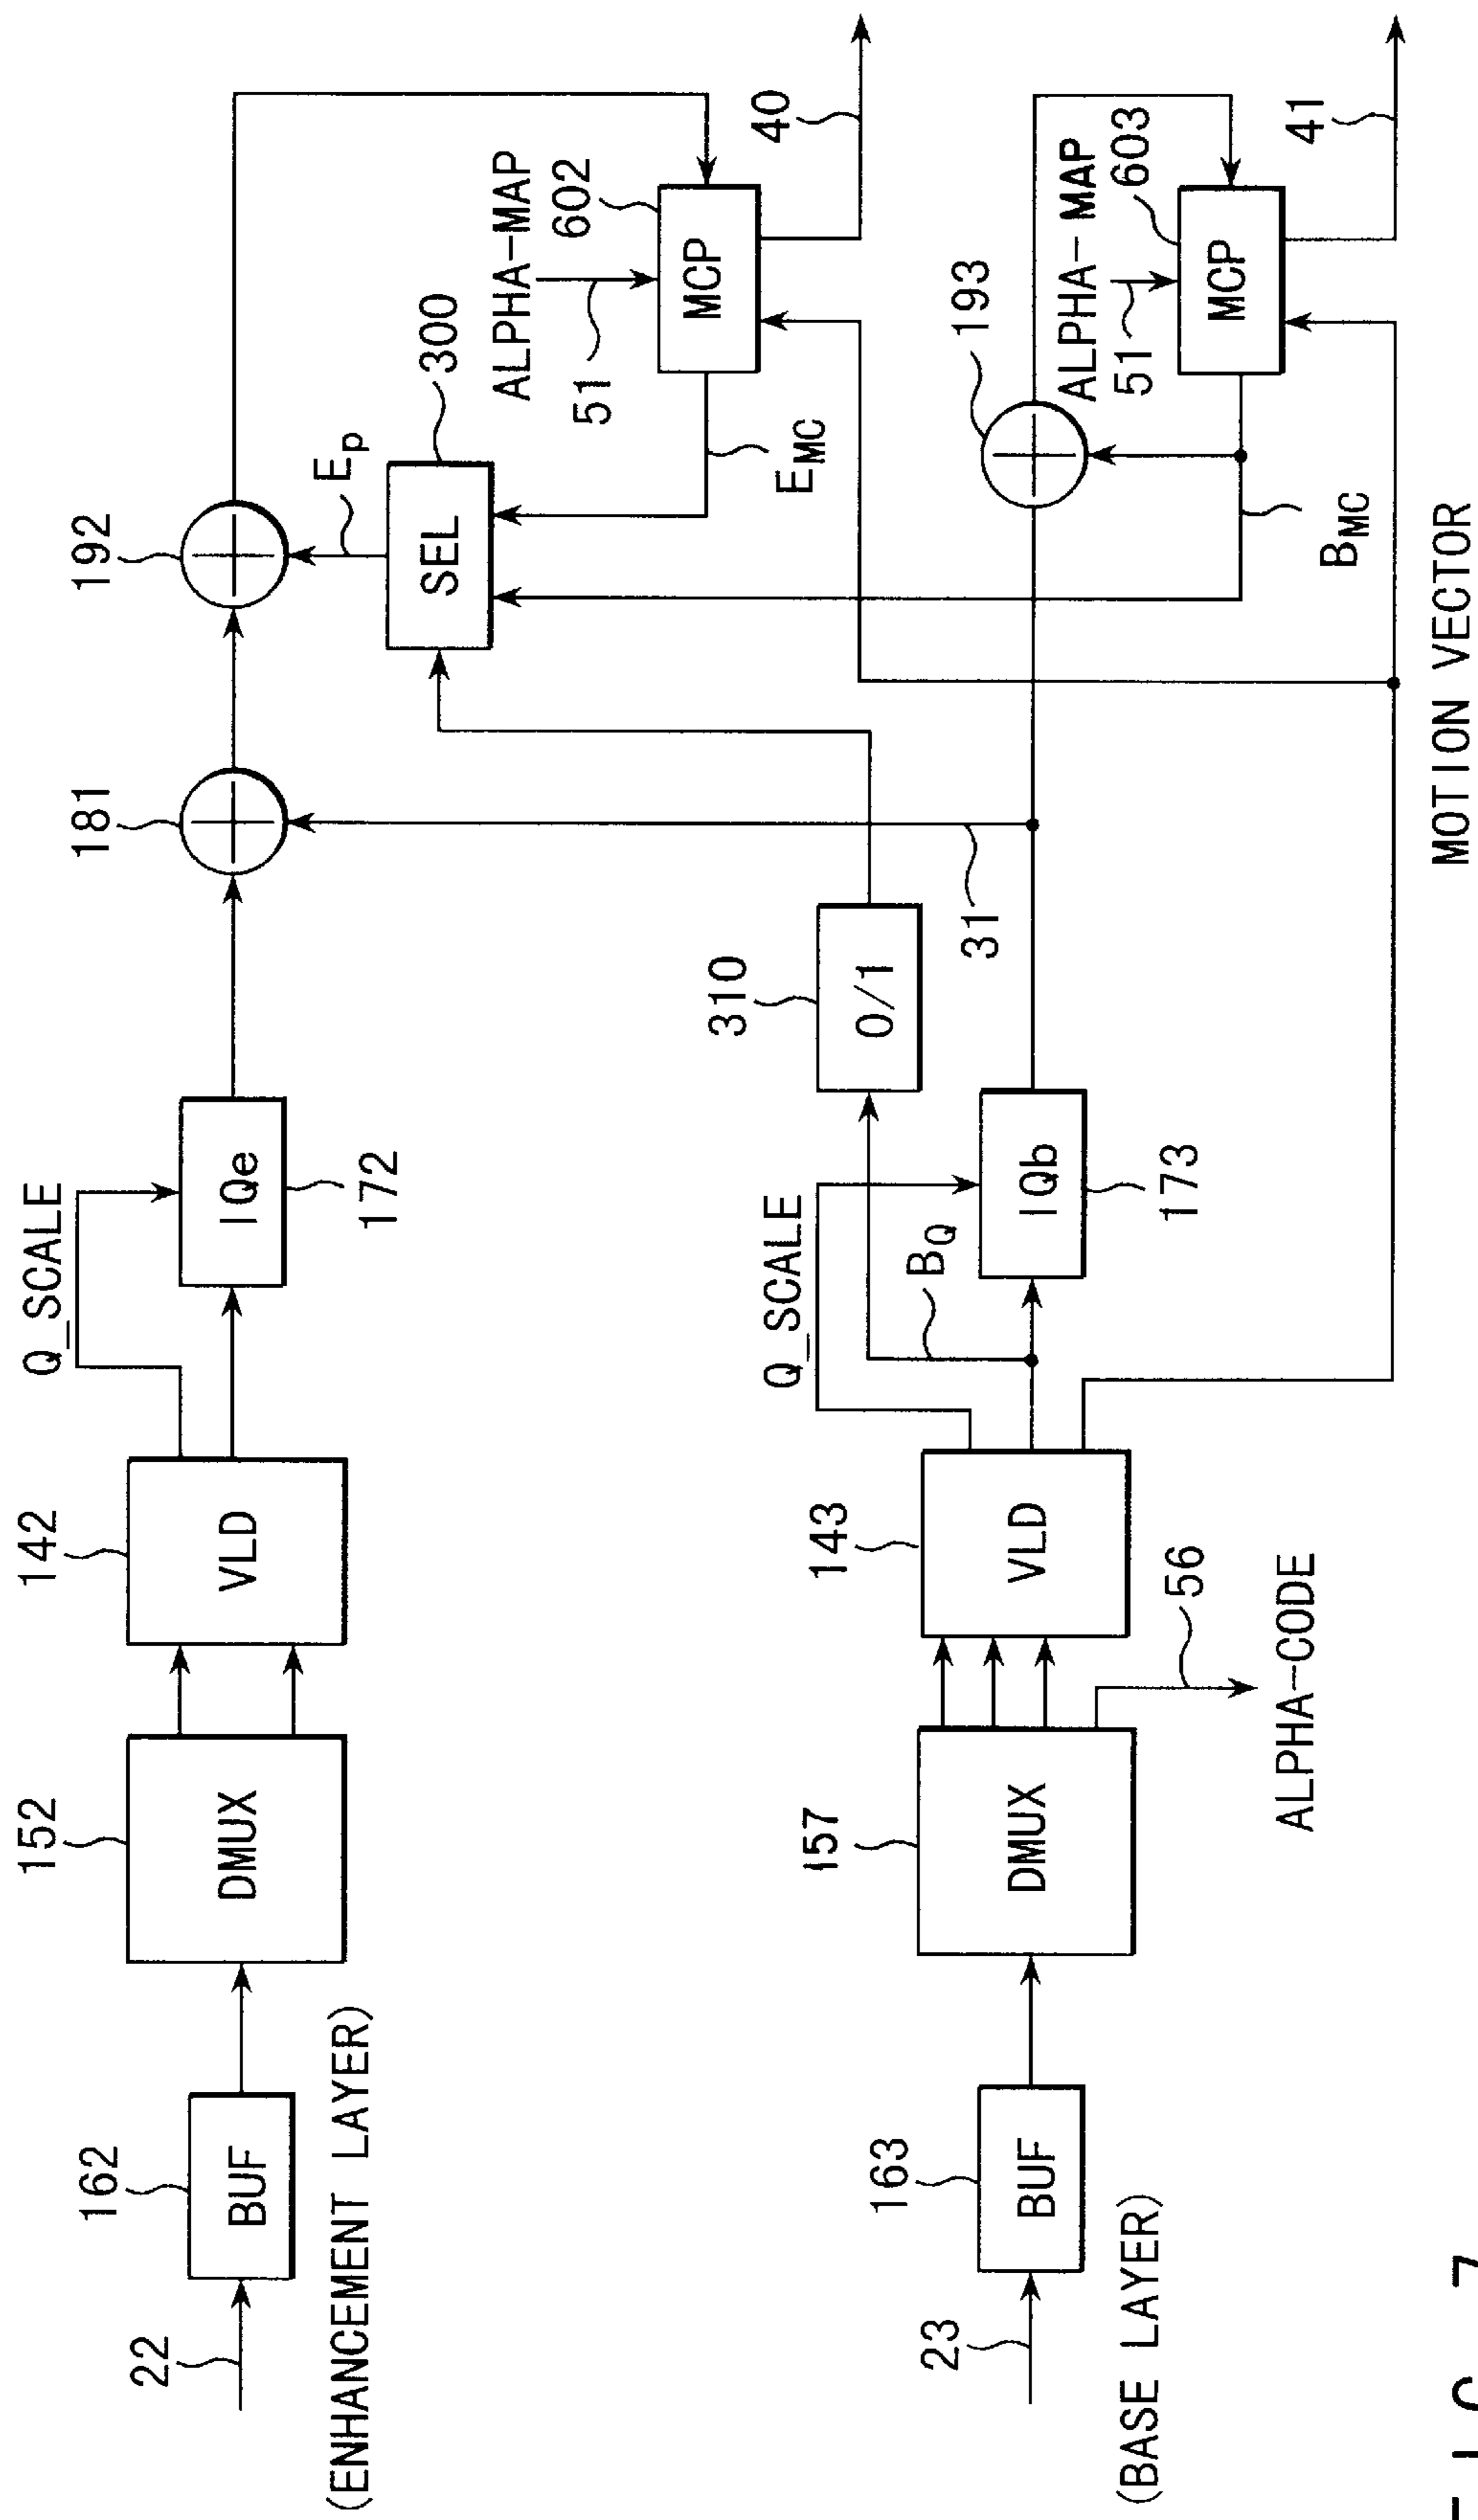 22
162
BUF
(ENHANCEMENT LAYER)
152
DMUX
142
VLD
Q_SCALE
IQe
172
181
192
Ep
SEL
300
ALPHA-MAP
51
602
MCP
EMC
40
310
0/1
31
23
163
BUF
(BASE LAYER)
157
DMUX
56
ALPHA-CODE
143
VLD
Q_SCALE
BQ
IQb
173
193
ALPHA-MAP
51
603
MCP
BMC
41
MOTION VECTOR